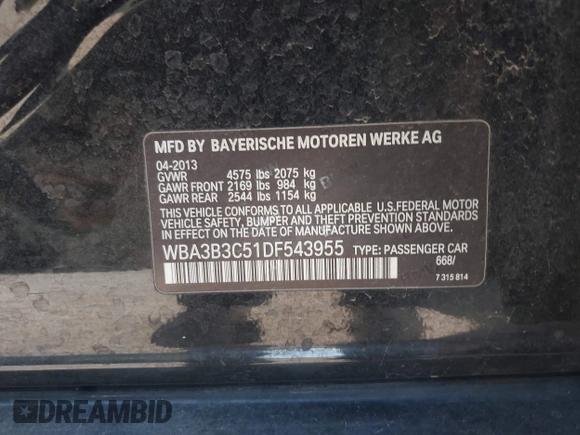 MFD BY BAYERISCHE MOTOREN WERKE AG
04-2013
GVWR 4575 lbs 2075 kg
GAWR FRONT 2169 lbs 984 kg
GAWR REAR 2544 lbs 1154 kg
THIS VEHICLE CONFORMS TO ALL APPLICABLE U.S.FEDERAL MOTOR
VEHICLE SAFETY, BUMPER AND THEFT PREVENTION STANDARDS
IN EFFECT ON THE DATE OF MANUFACTURE SHOWN ABOVE.
WBA3B3C51DF543955 TYPE: PASSENGER CAR
668/
7 315 814
DREAMBID